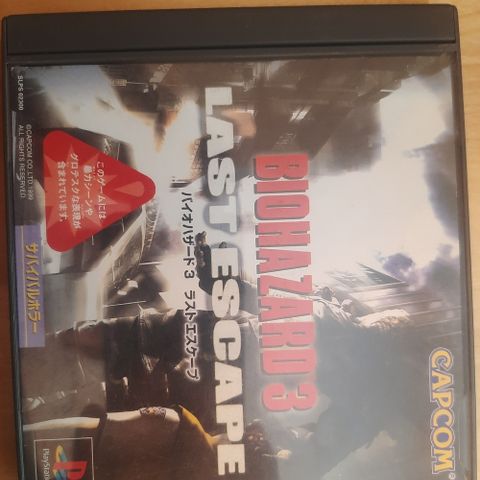 SLPS 02300
©CAPCOM CO., LTD. 1999
ALL RIGHTS RESERVED.
このゲームには
暴力シーンや
グロテスクな表現が
含まれています。
サバイバルホラー
BIOHAZARD 3
LAST ESCAPE
バイオハザード3 ラストエスケープ
CAPCOM
PlayStation